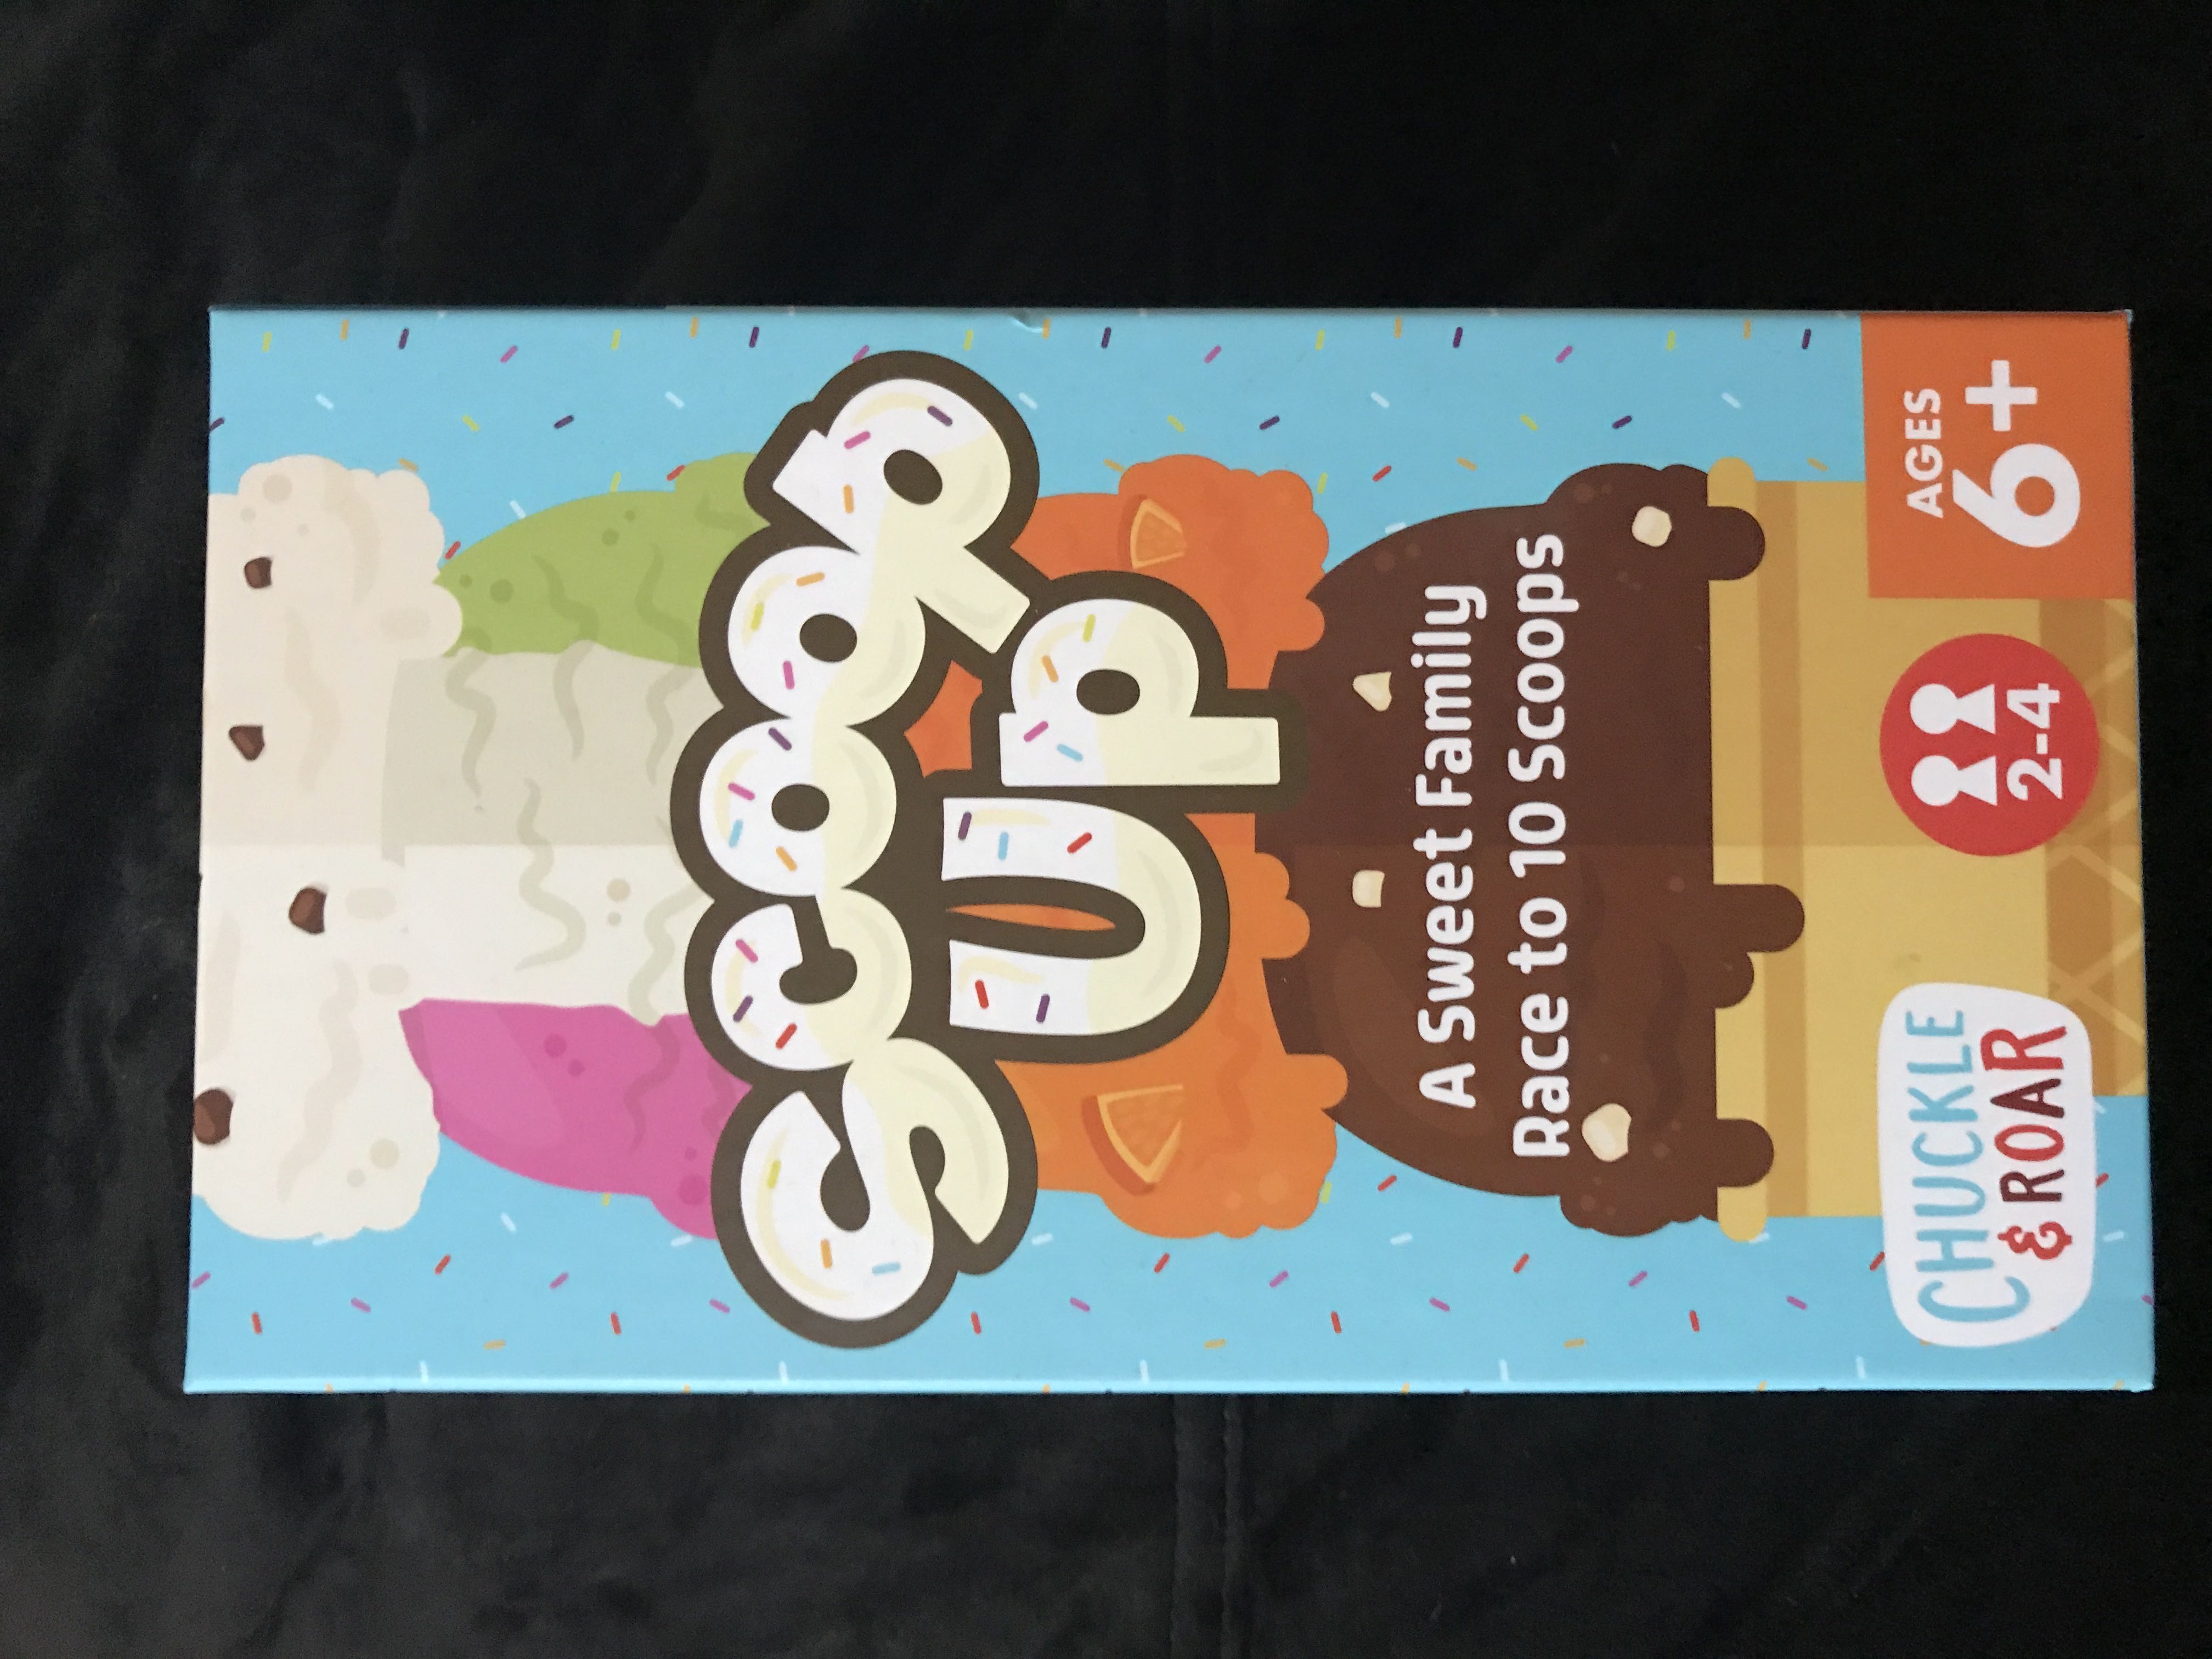 Scoop
Up
A Sweet Family
Race to 10 Scoops
CHUCKLE
& ROAR
2-4
AGES
6+